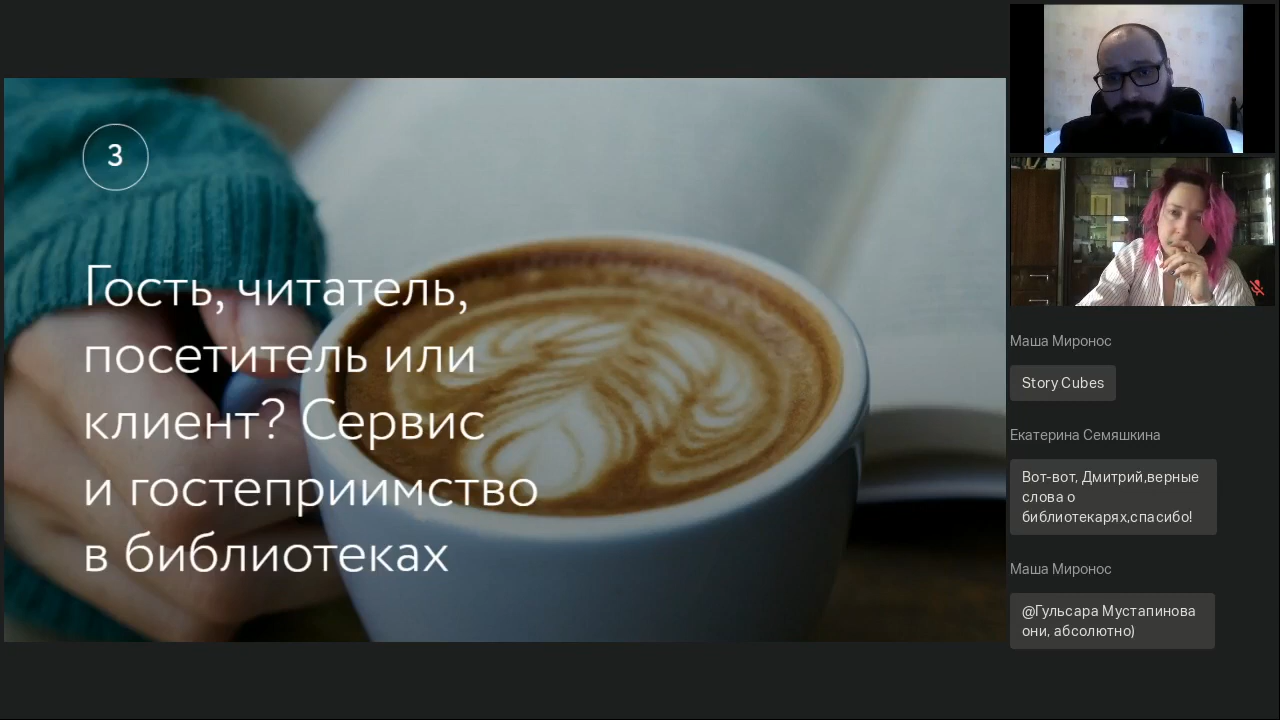 3
Гость, читатель,
посетитель или
клиент? Сервис
и гостеприимство
в библиотеках
Маша Миронос
Story Cubes
Екатерина Семяшкина
Вот-вот, Дмитрий,верные
слова о
библиотекарях,спасибо!
Маша Миронос
@Гульсара Мустапинова
они, абсолютно)